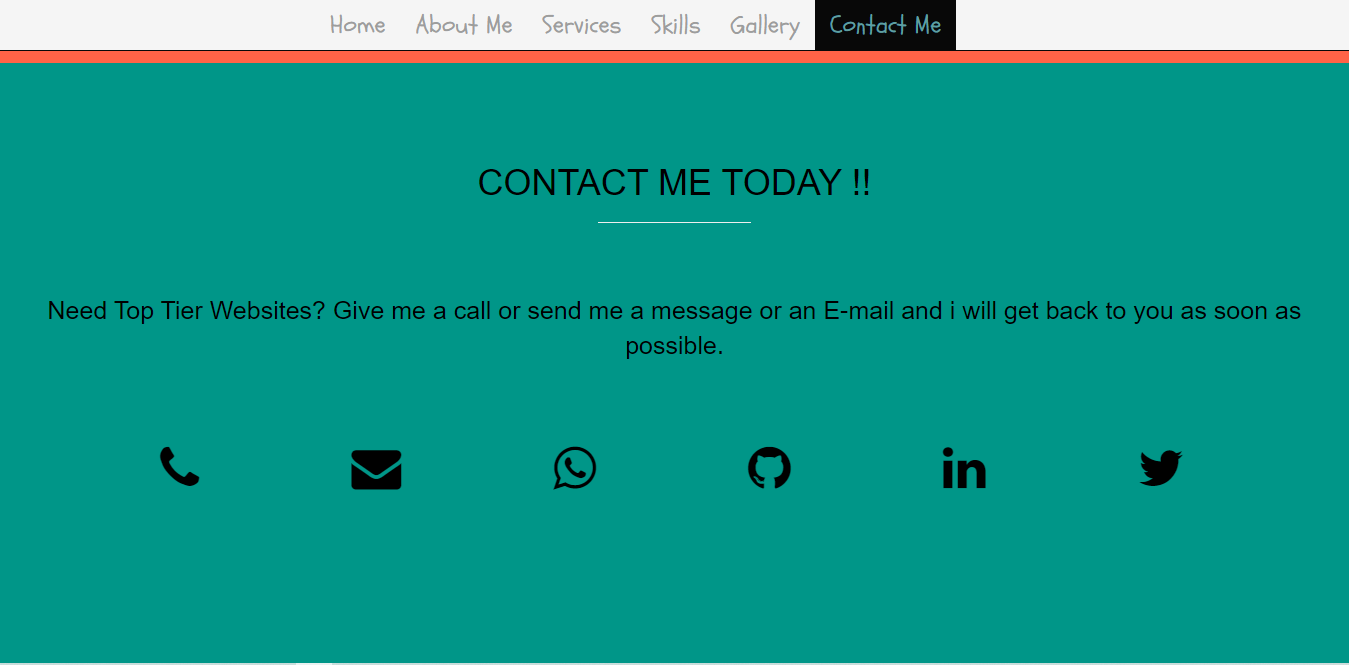 Home About Me Services Skills Gallery Contact Me
CONTACT ME TODAY !!
Need Top Tier Websites? Give me a call or send me a message or an E-mail and i will get back to you as soon as
possible.